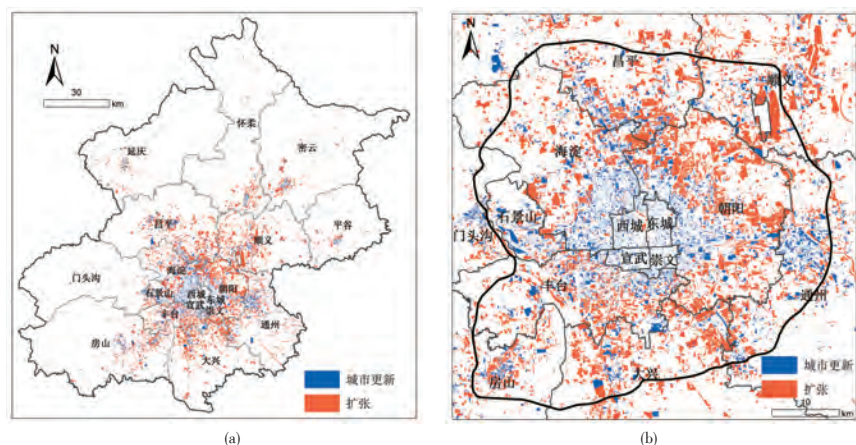 N
30
km
怀柔
延庆
密云
昌平
顺义
平谷
海淀
门头沟
石景山
西城
东城
朝阳
宣武
崇文
丰台
通州
房山
大兴
城市更新
扩张
(a)
N
昌平
顺义
海淀
朝阳
石景山
西城
东城
门头沟
宣武
崇文
丰台
通州
大兴
房山
城市更新
扩张
10
km
(b)